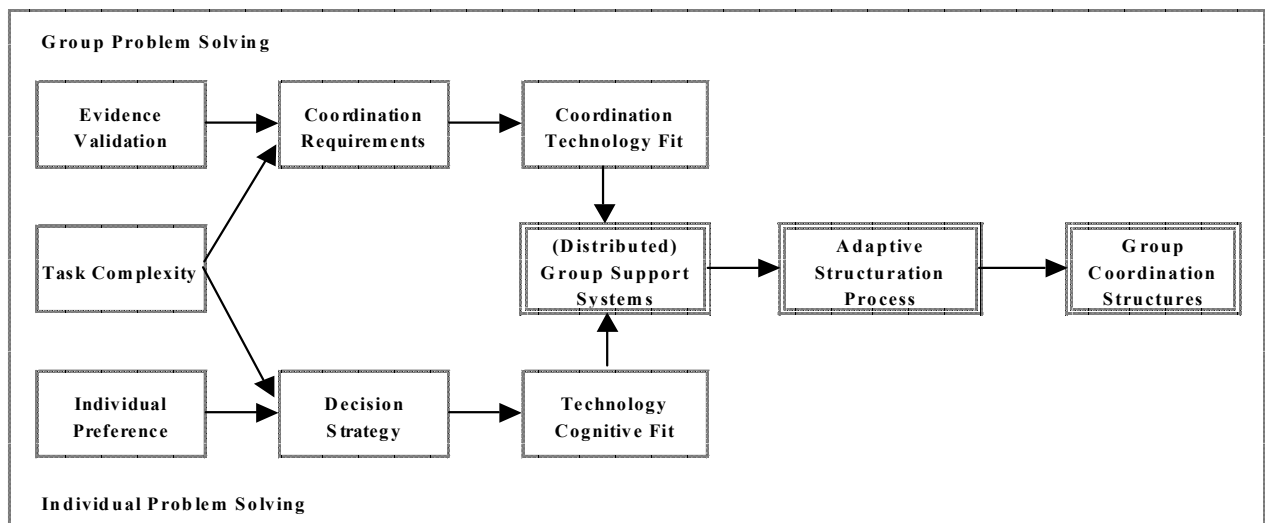 Group Problem Solving
Evidence
Validation
Coordination
Requirements
Coordination
Technology Fit
Task Complexity
(Distributed)
Group Support
Systems
Adaptive
Structuration
Process
Group
Coordination
Structures
Individual
Preference
Decision
Strategy
Technology
Cognitive Fit
Individual Problem Solving